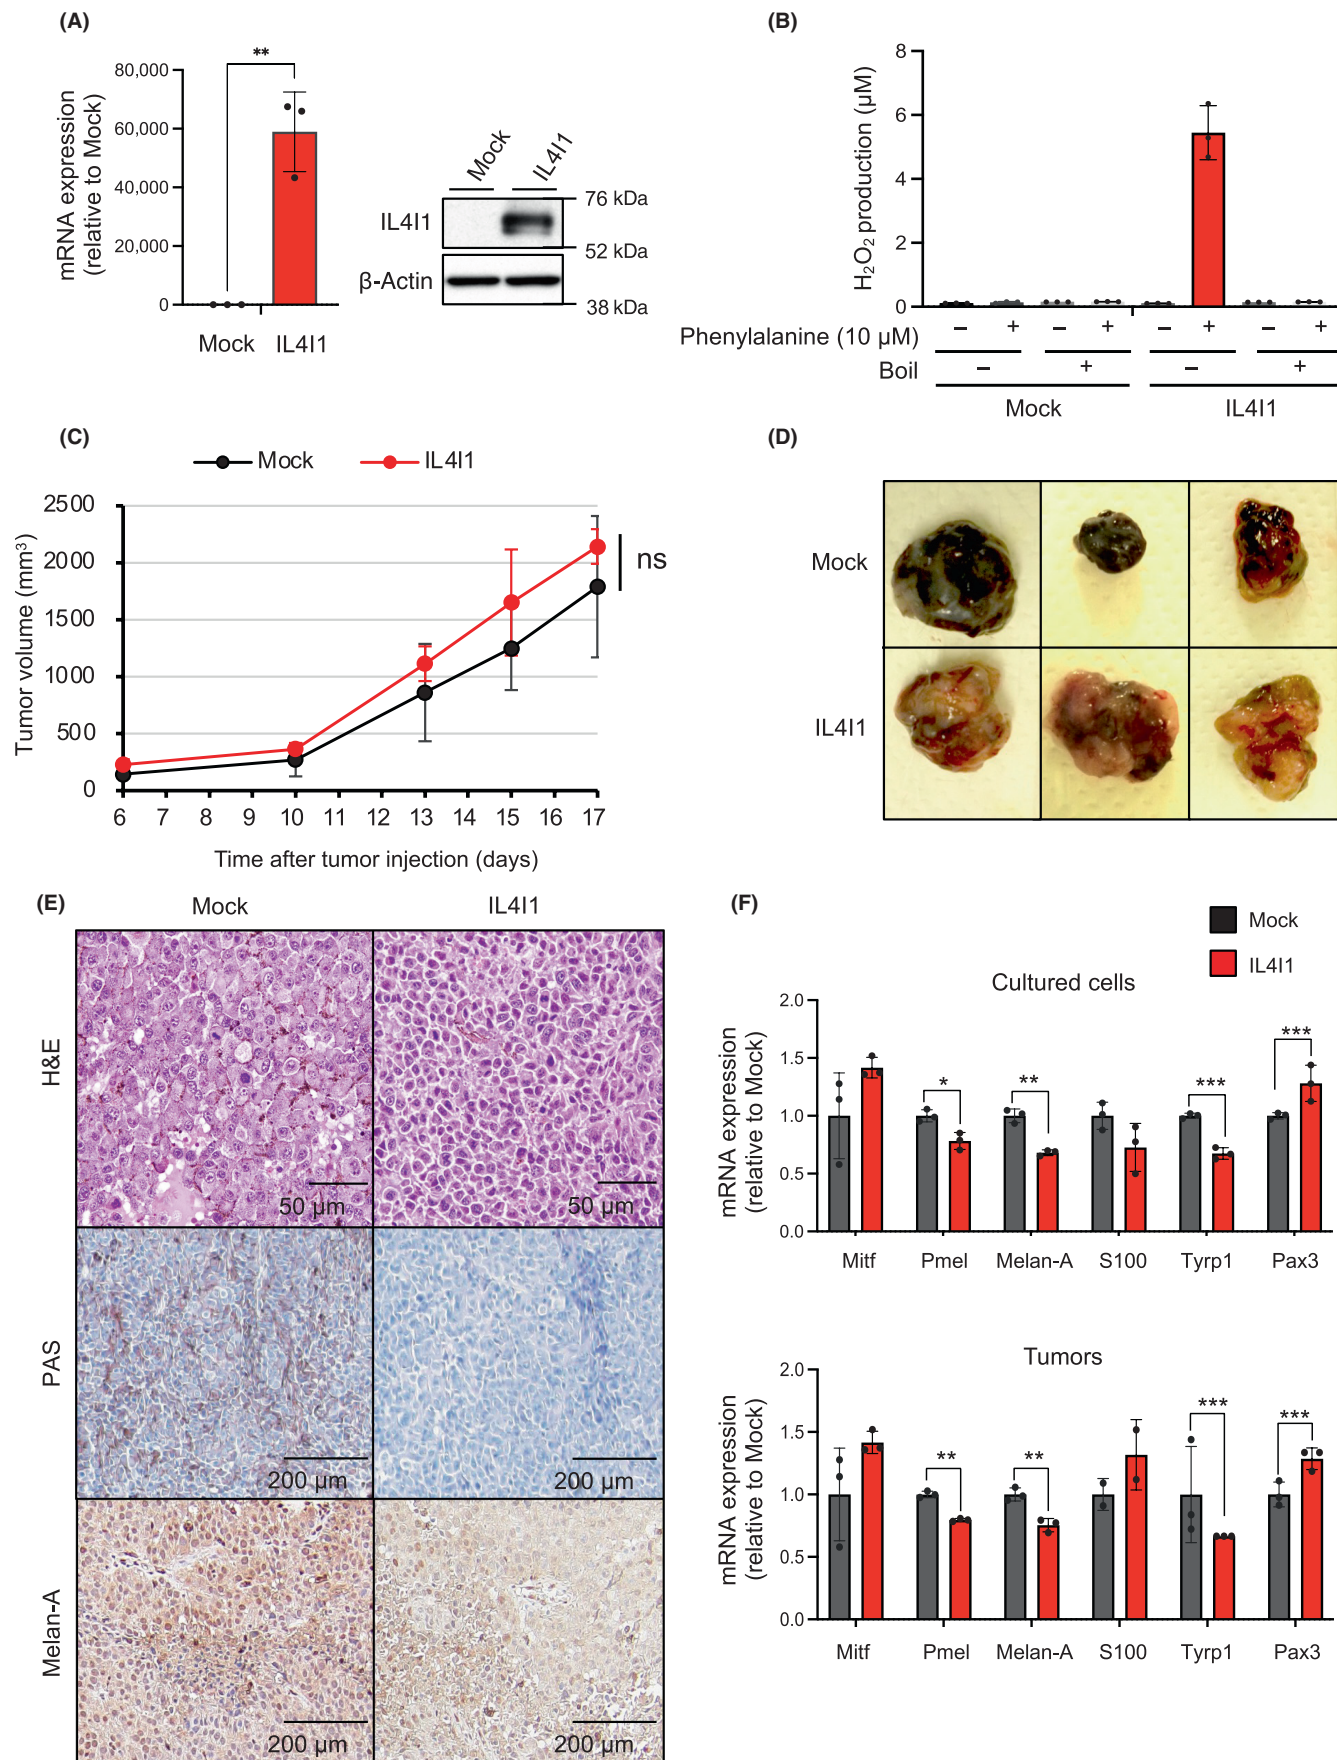 (A)
**
80,000
60,000
40,000
20,000
0
mRNA expression
(relative to Mock)
Mock IL4I1
Mock IL4I1
IL4I1
β-Actin
76 kDa
52 kDa
38 kDa
(B)
H₂O₂ production (µM)
8
6
4
2
0
Phenylalanine (10 µM) − + − + − + − +
Boil − + − +
Mock IL4I1
(C)
Mock IL4I1
Tumor volume (mm³)
2500
2000
1500
1000
500
0
ns
6 7 8 9 10 11 12 13 14 15 16 17
Time after tumor injection (days)
(D)
Mock
IL4I1
(E)
Mock IL4I1
H&E
50 µm 50 µm
PAS
200 µm 200 µm
Melan-A
200 µm 200 µm
(F)
Mock
IL4I1
Cultured cells
mRNA expression
(relative to Mock)
2.0
1.5
1.0
0.5
0.0
* ** *** ***
Mitf Pmel Melan-A S100 Tyrp1 Pax3
Tumors
mRNA expression
(relative to Mock)
2.0
1.5
1.0
0.5
0.0
** ** *** ***
Mitf Pmel Melan-A S100 Tyrp1 Pax3